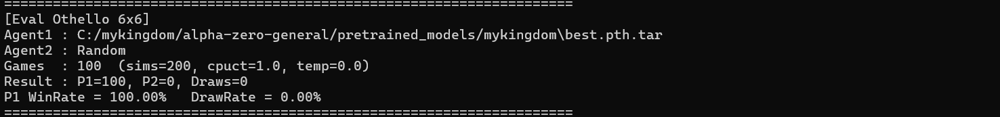 ======================================================================
[Eval Othello 6x6]
Agent1 : C:/mykingdom/alpha-zero-general/pretrained_models/mykingdom\best.pth.tar
Agent2 : Random
Games  : 100  (sims=200, cpuct=1.0, temp=0.0)
Result : P1=100, P2=0, Draws=0
P1 WinRate = 100.00%   DrawRate = 0.00%
======================================================================